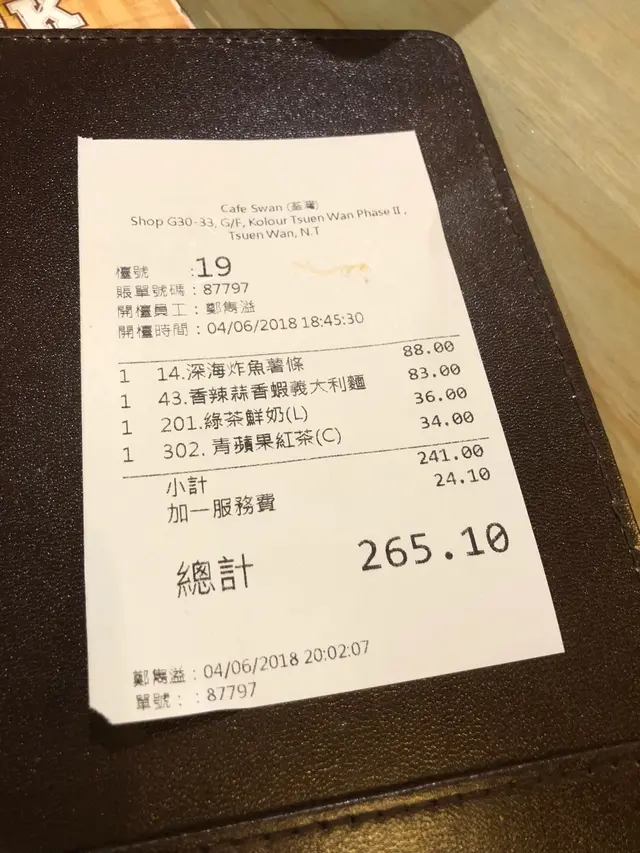 K
Cafe Swan (荃灣)
Shop G30-33, G/F, Kolour Tsuen Wan Phase II ,
Tsuen Wan, N.T
檯號 :19
賬單號碼 : 87797
開檯員工 : 鄭雋溢
開檯時間 : 04/06/2018 18:45:30
1 14.深海炸魚薯條 88.00
1 43.香辣蒜香蝦義大利麵 83.00
1 201.綠茶鮮奶(L) 36.00
1 302. 青蘋果紅茶(C) 34.00
小計 241.00
加一服務費 24.10
總計 265.10
鄭雋溢 : 04/06/2018 20:02:07
單號 : : 87797